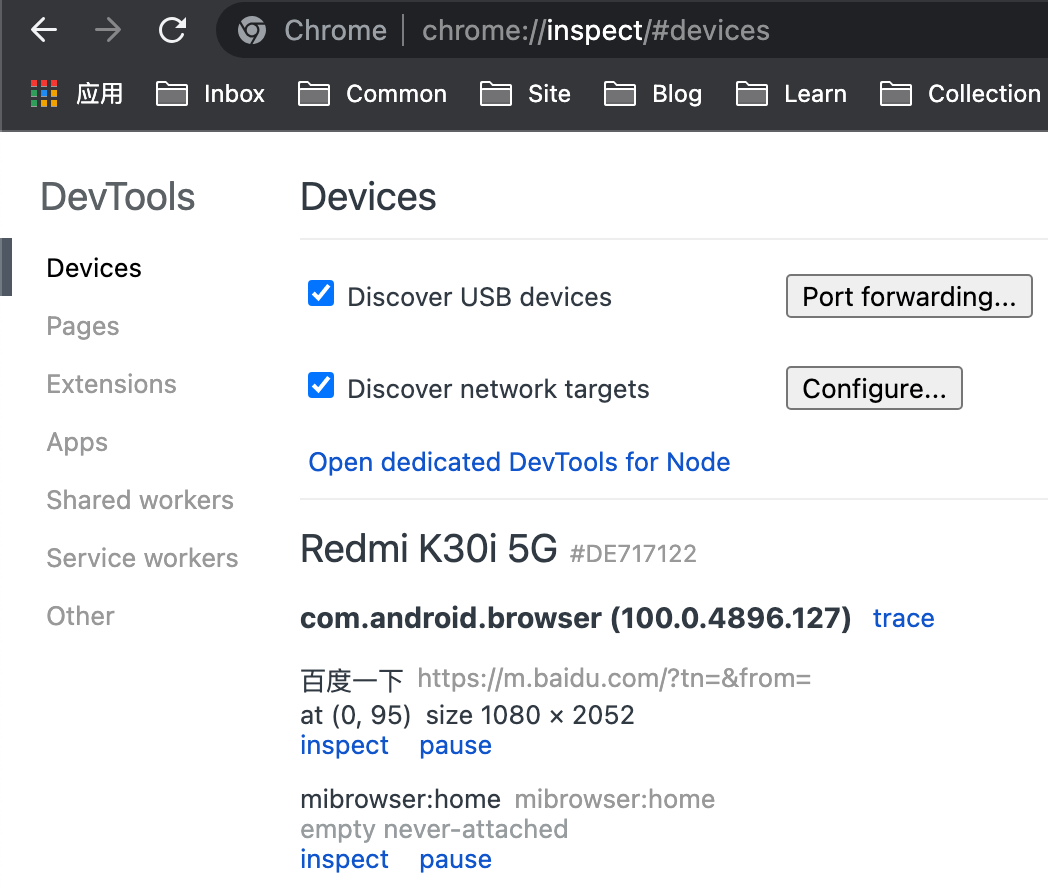 Chrome | chrome://inspect/#devices
应用 Inbox Common Site Blog Learn Collection
DevTools
Devices
Pages
Extensions
Apps
Shared workers
Service workers
Other
Devices
Discover USB devices Port forwarding...
Discover network targets Configure...
Open dedicated DevTools for Node
Redmi K30i 5G #DE717122
com.android.browser (100.0.4896.127) trace
百度一下 https://m.baidu.com/?tn=&from=
at (0, 95) size 1080 × 2052
inspect pause
mibrowser:home mibrowser:home
empty never-attached
inspect pause